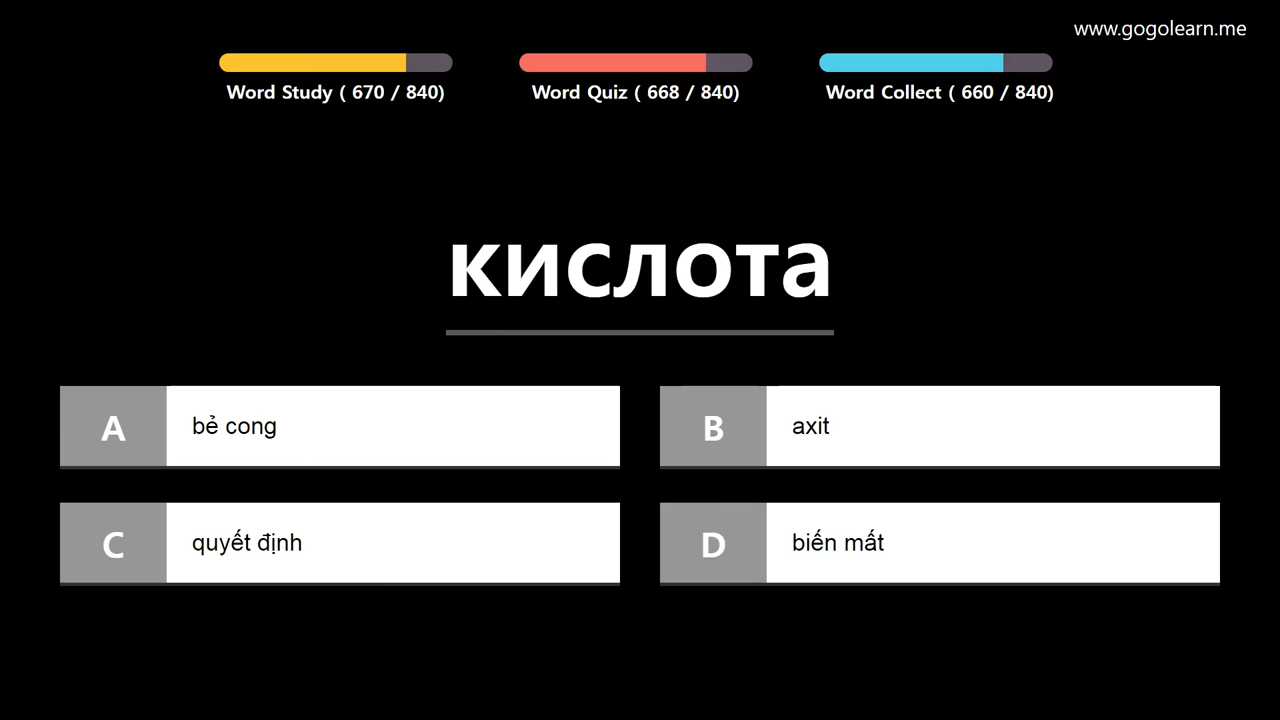 www.gogolearn.me
Word Study ( 670 / 840)
Word Quiz ( 668 / 840)
Word Collect ( 660 / 840)
кислота
A bẻ cong
B axit
C quyết định
D biến mất